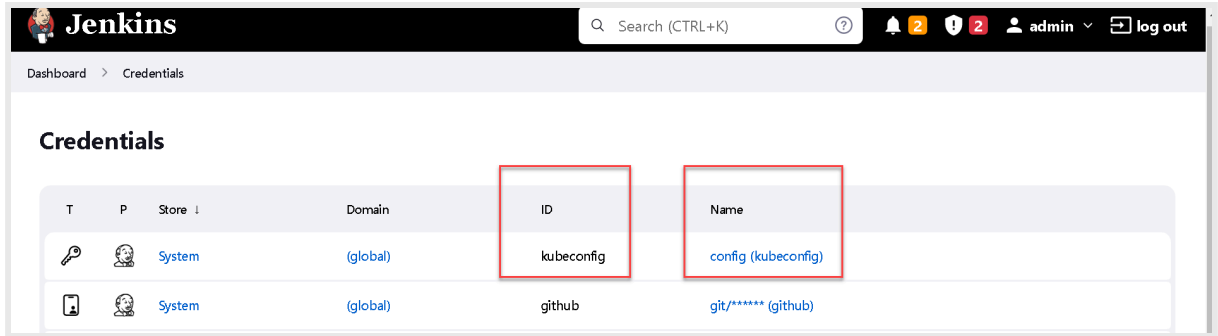 Jenkins Search (CTRL+K) ? 2 2 admin log out
Dashboard > Credentials
Credentials
T P Store ↓ Domain ID Name
System (global) kubeconfig config (kubeconfig)
System (global) github git/****** (github)